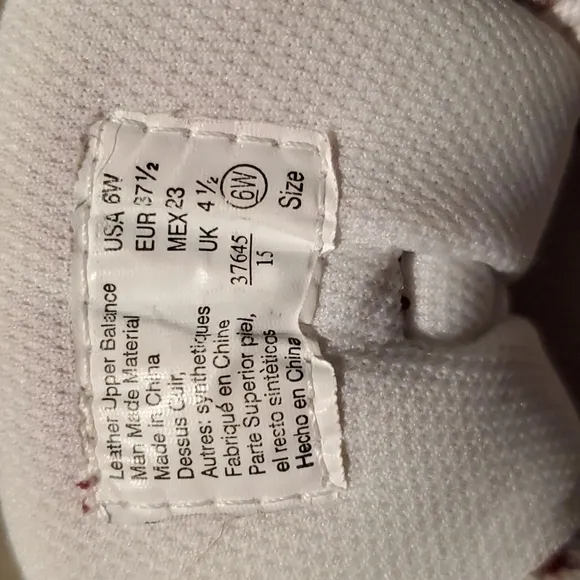 Leather Upper Balance
Man Made Material
Made in China
Dessus Cuir,
Autres: synthetiques
Fabriqué en Chine
Parte Superior piel,
el resto sintèticos
Hecho en China
USA 6W
EUR 37½
MEX 23
UK 4½
37645
15
6W
Size